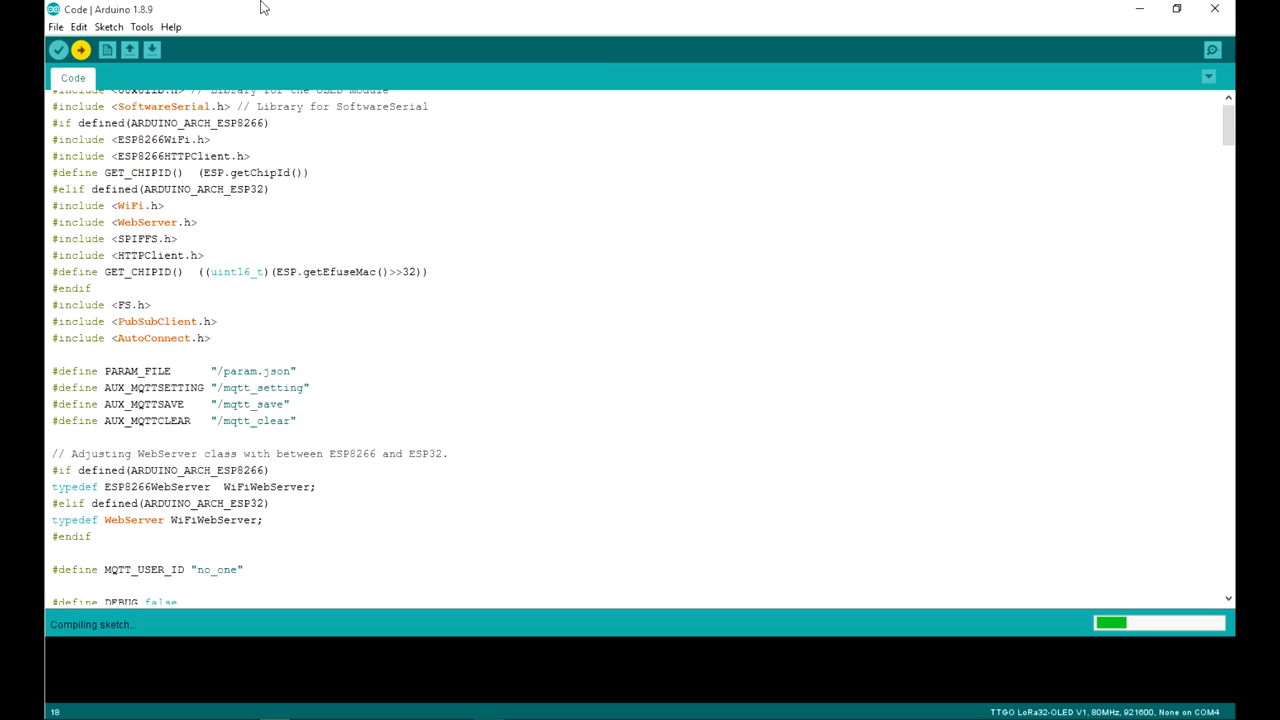 Code | Arduino 1.8.9
File Edit Sketch Tools Help
Code
// Library for the OLED module
#include <SoftwareSerial.h> // Library for SoftwareSerial
#if defined(ARDUINO_ARCH_ESP8266)
#include <ESP8266WiFi.h>
#include <ESP8266HTTPClient.h>
#define GET_CHIPID()  (ESP.getChipId())
#elif defined(ARDUINO_ARCH_ESP32)
#include <WiFi.h>
#include <WebServer.h>
#include <SPIFFS.h>
#include <HTTPClient.h>
#define GET_CHIPID()  ((uint16_t)(ESP.getEfuseMac()>>32))
#endif
#include <FS.h>
#include <PubSubClient.h>
#include <AutoConnect.h>
#define PARAM_FILE      "/param.json"
#define AUX_MQTTSETTING "/mqtt_setting"
#define AUX_MQTTSAVE    "/mqtt_save"
#define AUX_MQTTCLEAR   "/mqtt_clear"
// Adjusting WebServer class with between ESP8266 and ESP32.
#if defined(ARDUINO_ARCH_ESP8266)
typedef ESP8266WebServer  WiFiWebServer;
#elif defined(ARDUINO_ARCH_ESP32)
typedef WebServer WiFiWebServer;
#endif
#define MQTT_USER_ID "no_one"
#define DEBUG false
Compiling sketch...
18
TTGO LoRa32-OLED V1, 80MHz, 921600, None on COM4